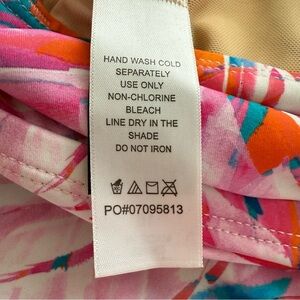 HAND WASH COLD
SEPARATELY
USE ONLY
NON-CHLORINE
BLEACH
LINE DRY IN THE
SHADE
DO NOT IRON
PO#07095813